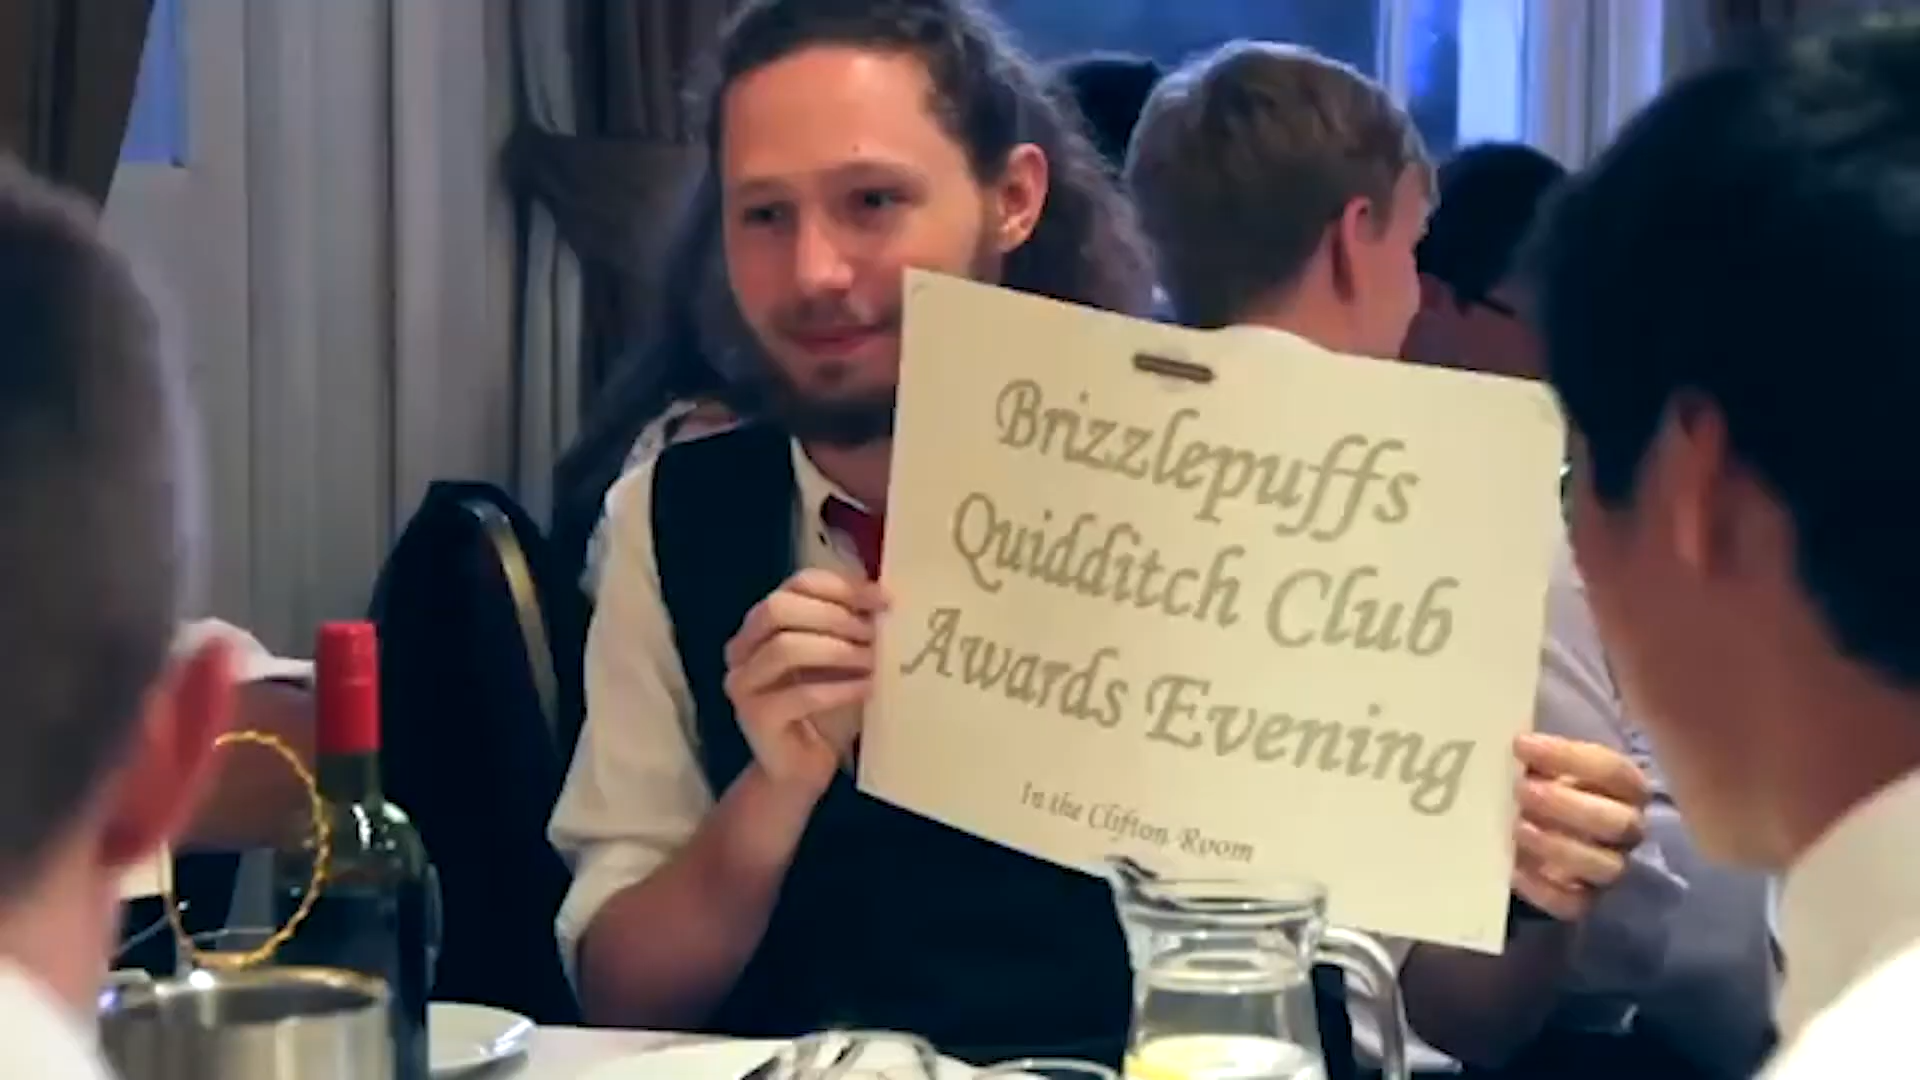 Brizzlepuffs
Quidditch Club
Awards Evening
In the Clifton Room